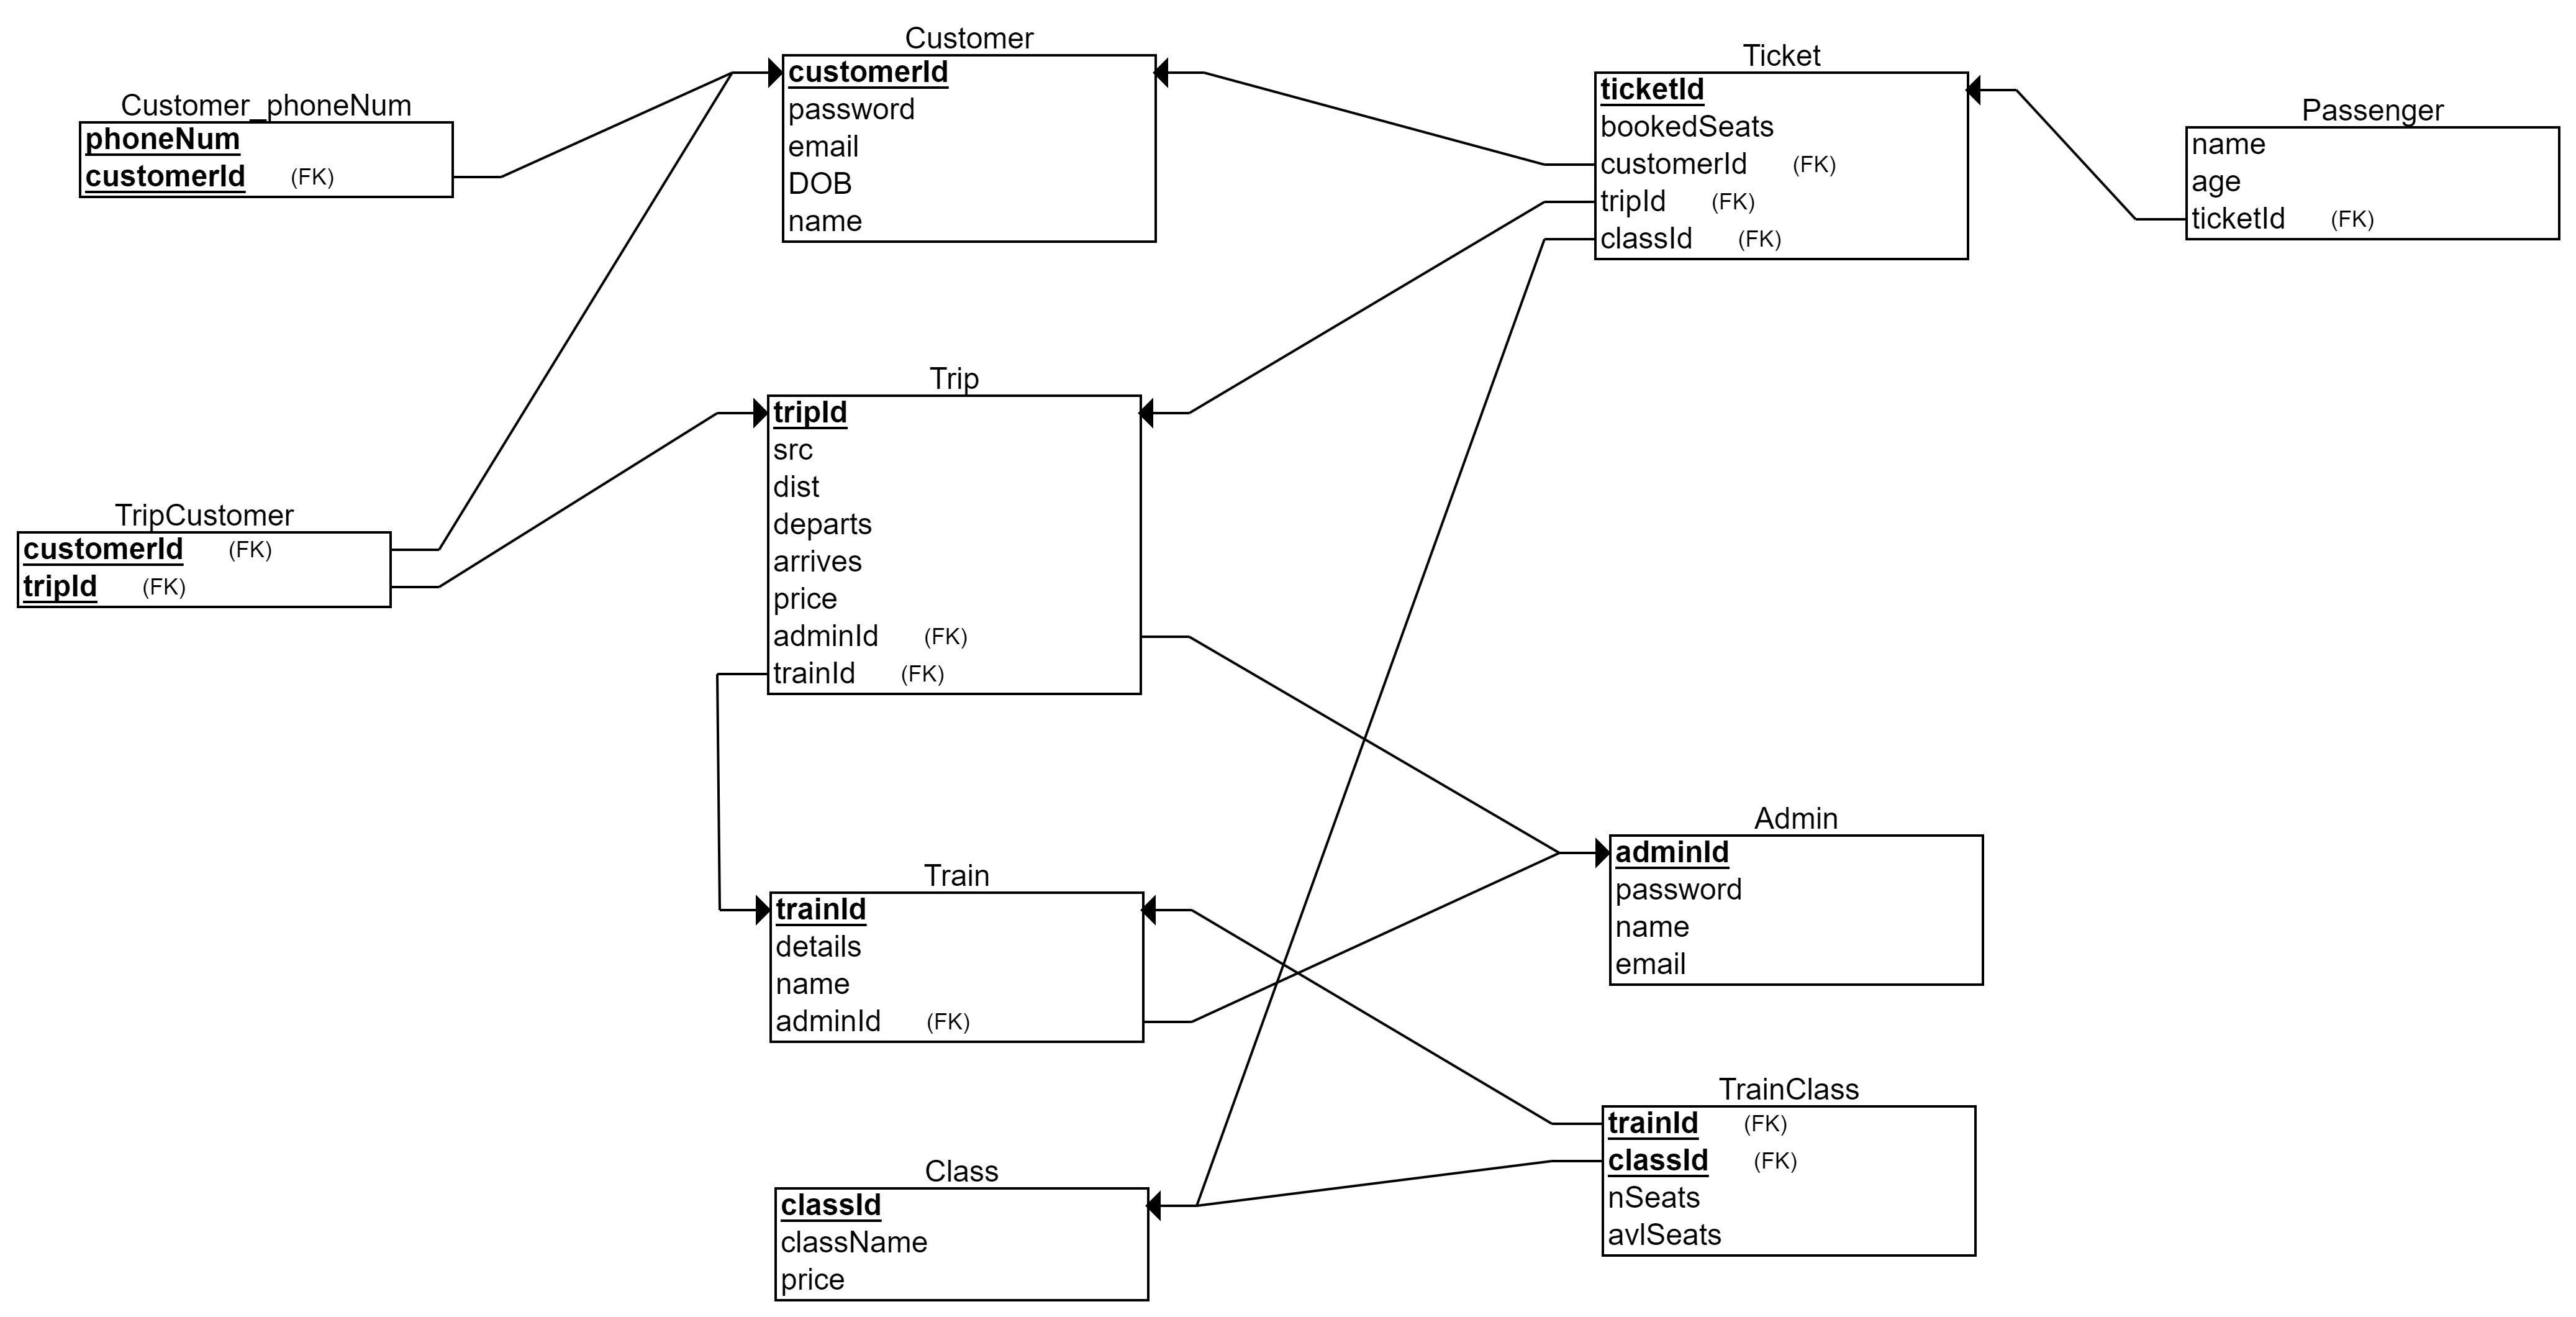 Customer
customerId
password
email
DOB
name
Ticket
ticketId
bookedSeats
customerId (FK)
tripId (FK)
classId (FK)
Passenger
name
age
ticketId (FK)
Customer_phoneNum
phoneNum
customerId (FK)
Trip
tripId
src
dist
departs
arrives
price
adminId (FK)
trainId (FK)
TripCustomer
customerId (FK)
tripId (FK)
Admin
adminId
password
name
email
Train
trainId
details
name
adminId (FK)
TrainClass
trainId (FK)
classId (FK)
nSeats
avlSeats
Class
classId
className
price